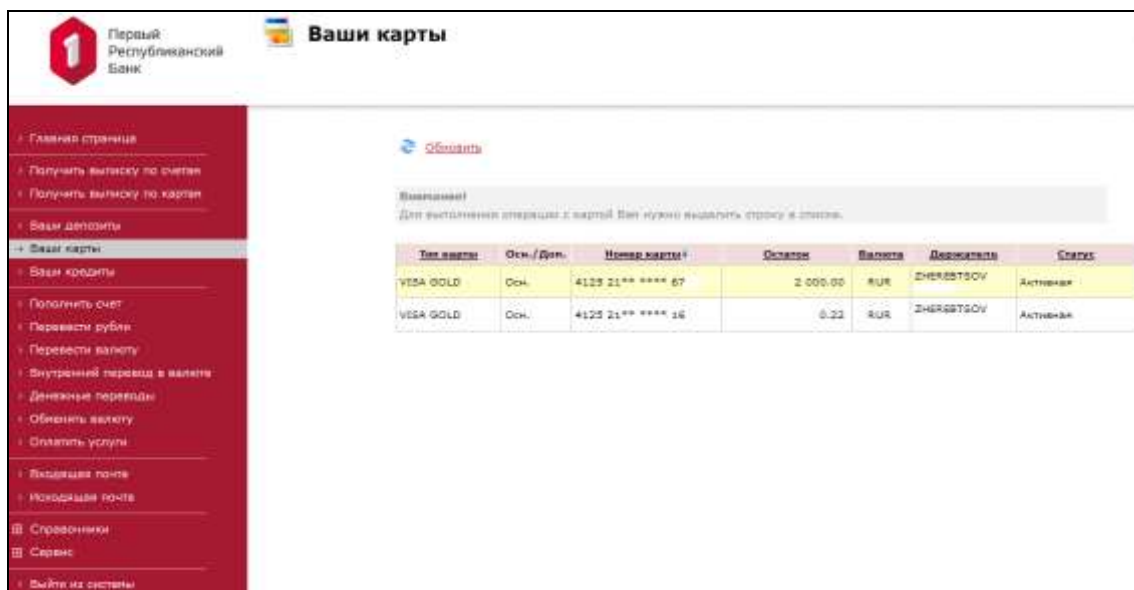 Первый
Республиканский
Банк
Ваши карты
Главная страница
Получить выписку по счетам
Получить выписку по картам
Ваши депозиты
Ваши карты
Ваши кредиты
Пополнить счет
Перевести рубли
Перевести валюту
Внутренний перевод в валюте
Денежные переводы
Обменять валюту
Оплатить услуги
Входящая почта
Исходящая почта
Справочники
Сервис
Выйти из системы
Обновить
Внимание!
Для выполнения операции с картой Вам нужно выделить строку в списке.
Тип карты Осн./Доп. Номер карты Остаток Валюта Держатель Статус
VISA GOLD Осн. 4125 21** **** 67 2 000.00 RUR ZHEREBTSOV Активная
VISA GOLD Осн. 4125 21** **** 16 0.22 RUR ZHEREBTSOV Активная